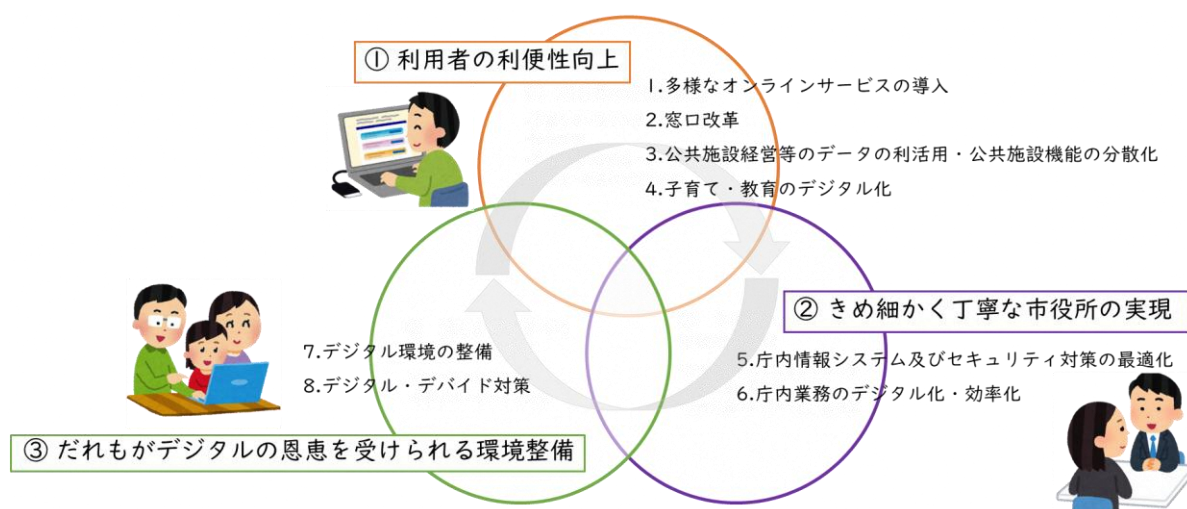 ① 利用者の利便性向上
1.多様なオンラインサービスの導入
2.窓口改革
3.公共施設経営等のデータの利活用・公共施設機能の分散化
4.子育て・教育のデジタル化
② きめ細かく丁寧な市役所の実現
5.庁内情報システム及びセキュリティ対策の最適化
6.庁内業務のデジタル化・効率化
7.デジタル環境の整備
8.デジタル・デバイド対策
③ だれもがデジタルの恩恵を受けられる環境整備